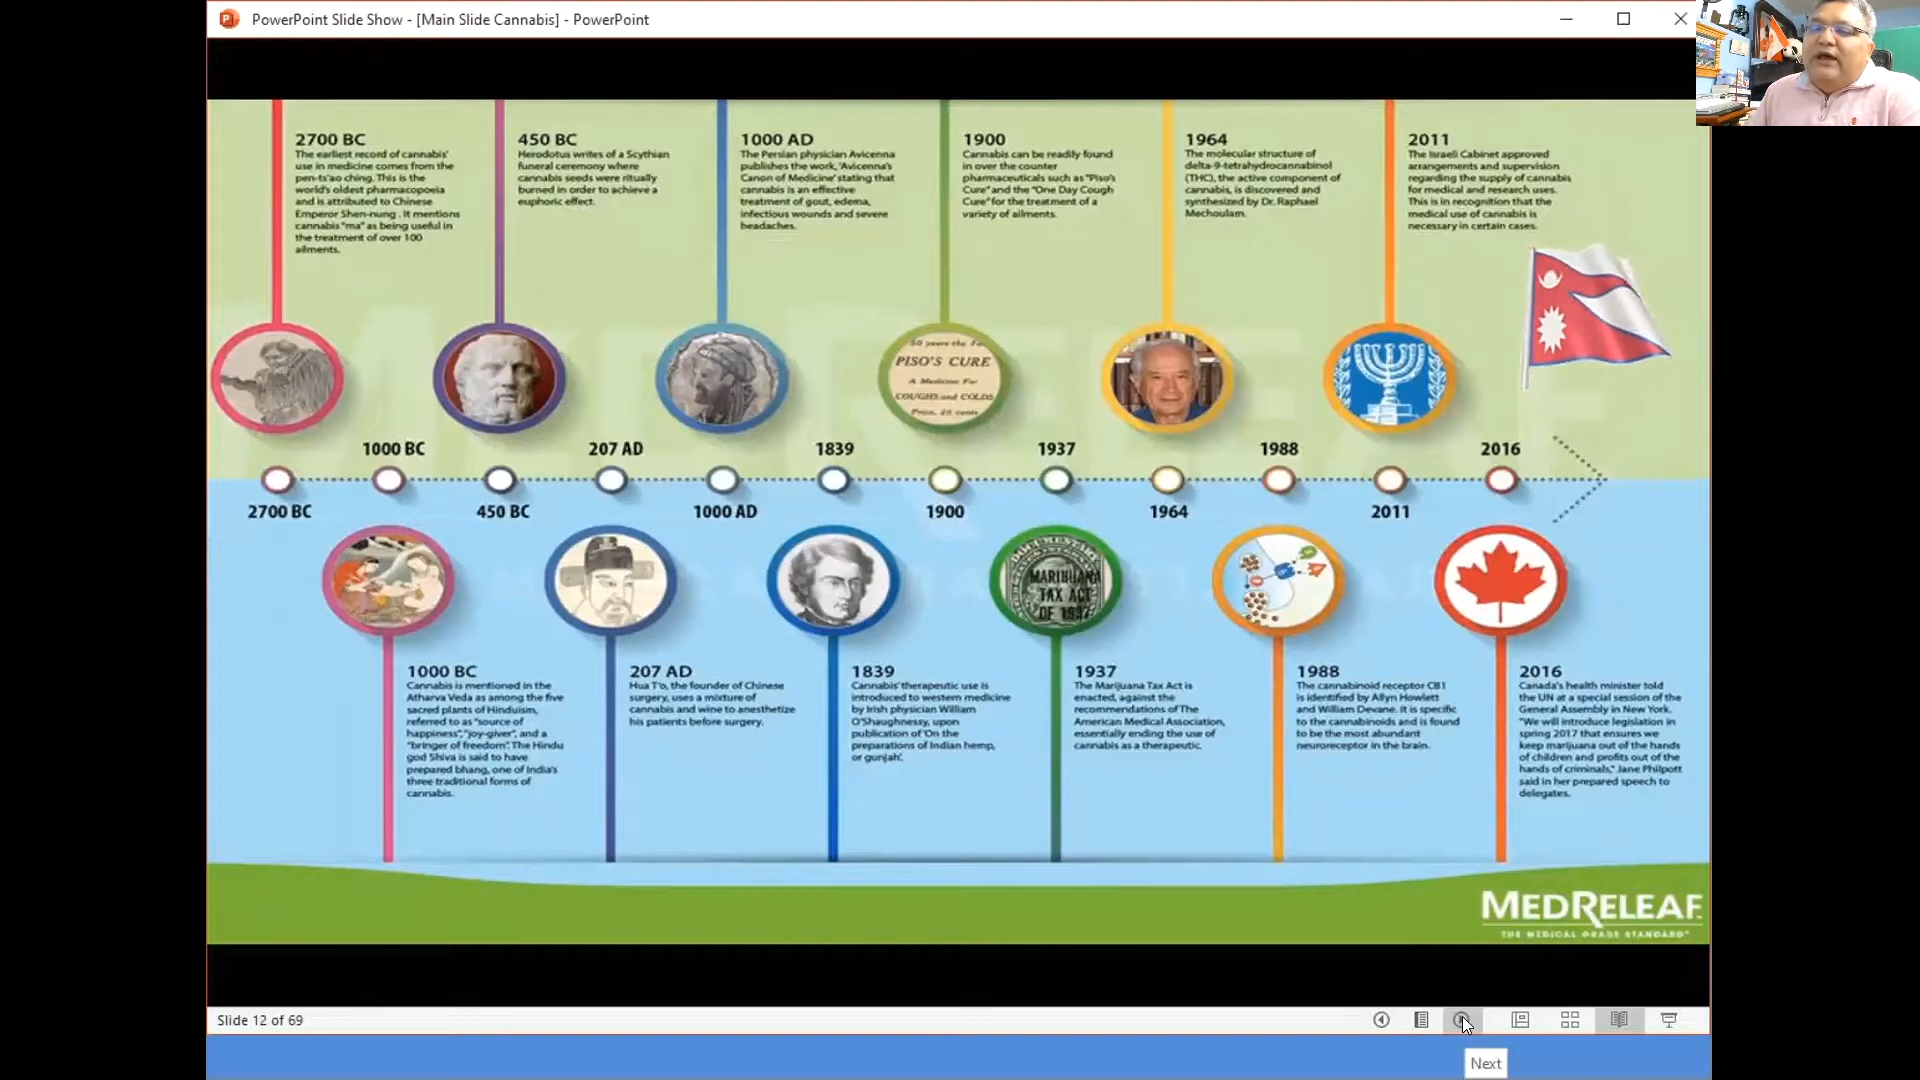 PowerPoint Slide Show - [Main Slide Cannabis] - PowerPoint
2700 BC
The earliest record of cannabis'
use in medicine comes from the
pen-ts'ao ching. This is the
world's oldest pharmacopoeia
and is attributed to Chinese
Emperor Shen-nung . It mentions
cannabis "ma" as being useful in
the treatment of over 100
ailments.
450 BC
Herodotus writes of a Scythian
funeral ceremony where
cannabis seeds were ritually
burned in order to achieve a
euphoric effect.
1000 AD
The Persian physician Avicenna
publishes the work, 'Avicenna's
Canon of Medicine' stating that
cannabis is an effective
treatment of gout, edema,
infectious wounds and severe
headaches.
1900
Cannabis can be readily found
in over the counter
pharmaceuticals such as "Piso's
Cure" and the "One Day Cough
Cure" for the treatment of a
variety of ailments.
1964
The molecular structure of
delta-9-tetrahydrocannabinol
(THC), the active component of
cannabis, is discovered and
synthesized by Dr. Raphael
Mechoulam.
2011
The Israeli Cabinet approved
arrangements and supervision
regarding the supply of cannabis
for medical and research uses.
This is in recognition that the
medical use of cannabis is
necessary in certain cases.
PISO'S CURE
A Medicine For
COUGHS and COLDS
Price, 25 cents
1000 BC
207 AD
1839
1937
1988
2016
2700 BC
450 BC
1000 AD
1900
1964
2011
MARIHUANA
TAX ACT
OF 1937
1000 BC
Cannabis is mentioned in the
Atharva Veda as among the five
sacred plants of Hinduism,
referred to as "source of
happiness", "joy-giver", and a
"bringer of freedom". The Hindu
god Shiva is said to have
prepared bhang, one of India's
three traditional forms of
cannabis.
207 AD
Hua T'o, the founder of Chinese
surgery, uses a mixture of
cannabis and wine to anesthetize
his patients before surgery.
1839
Cannabis' therapeutic use is
introduced to western medicine
by Irish physician William
O'Shaughnessy, upon
publication of 'On the
preparations of Indian hemp,
or gunjah'.
1937
The Marijuana Tax Act is
enacted, against the
recommendations of The
American Medical Association,
essentially ending the use of
cannabis as a therapeutic.
1988
The cannabinoid receptor CB1
is identified by Allyn Howlett
and William Devane. It is specific
to the cannabinoids and is found
to be the most abundant
neuroreceptor in the brain.
2016
Canada's health minister told
the UN at a special session of the
General Assembly in New York.
"We will introduce legislation in
spring 2017 that ensures we
keep marijuana out of the hands
of children and profits out of the
hands of criminals," Jane Philpott
said in her prepared speech to
delegates.
MEDRELEAF
THE MEDICAL GRADE STANDARD™
Slide 12 of 69
Next